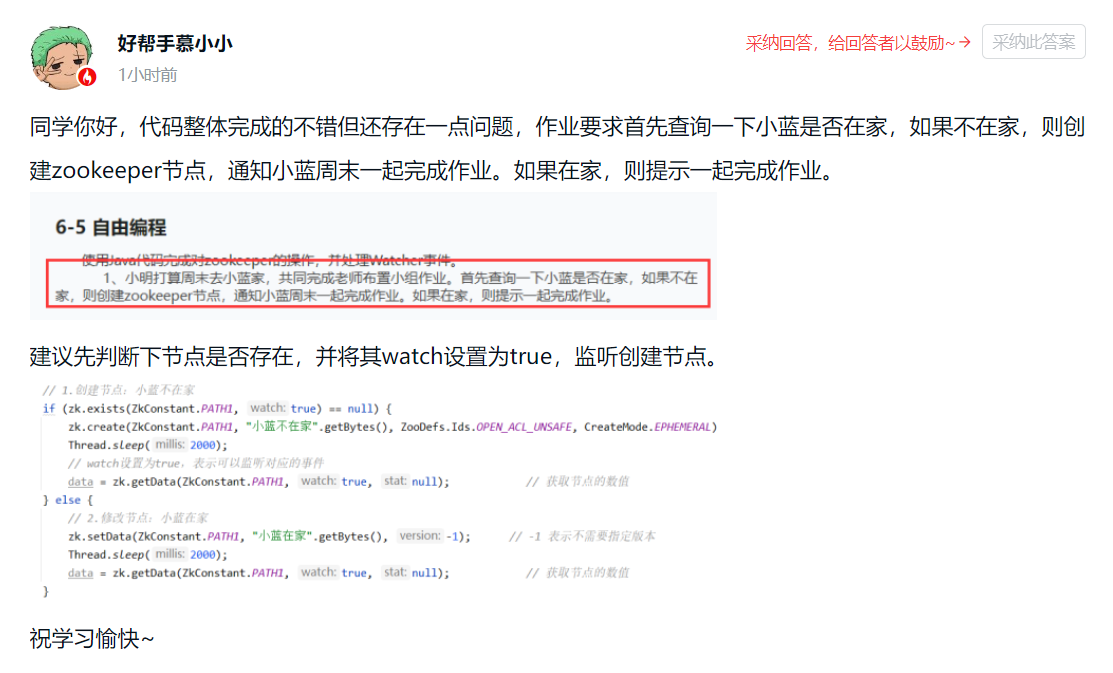 好帮手慕小小
采纳回答，给回答者以鼓励~→ 采纳此答案
1小时前
同学你好，代码整体完成的不错但还存在一点问题，作业要求首先查询一下小蓝是否在家，如果不在家，则创
建zookeeper节点，通知小蓝周末一起完成作业。如果在家，则提示一起完成作业。
6-5 自由编程
使用Java代码完成对zookeeper的操作，并处理Watcher事件。
1、小明打算周末去小蓝家，共同完成老师布置小组作业。首先查询一下小蓝是否在家，如果不在
家，则创建zookeeper节点，通知小蓝周末一起完成作业。如果在家，则提示一起完成作业。
建议先判断下节点是否存在，并将其watch设置为true，监听创建节点。
// 1.创建节点：小蓝不在家
if (zk.exists(ZkConstant.PATH1, watch: true) == null) {
zk.create(ZkConstant.PATH1, "小蓝不在家".getBytes(), ZooDefs.Ids.OPEN_ACL_UNSAFE, CreateMode.EPHEMERAL)
Thread.sleep( millis: 2000);
// watch设置为true，表示可以监听对应的事件
data = zk.getData(ZkConstant.PATH1, watch: true, stat: null); // 获取节点的数值
} else {
// 2.修改节点：小蓝在家
zk.setData(ZkConstant.PATH1, "小蓝在家".getBytes(), version: -1); // -1 表示不需要指定版本
Thread.sleep( millis: 2000);
data = zk.getData(ZkConstant.PATH1, watch: true, stat: null); // 获取节点的数值
}
祝学习愉快~